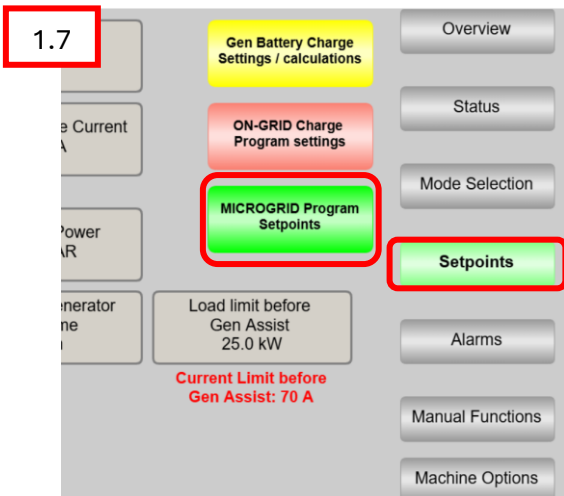 1.7
Gen Battery Charge
Settings / calculations
Overview
e Current
A
ON-GRID Charge
Program settings
Status
MICROGRID Program
Setpoints
Mode Selection
Power
AR
Setpoints
enerator
me
Load limit before
Gen Assist
25.0 kW
Alarms
Current Limit before
Gen Assist: 70 A
Manual Functions
Machine Options